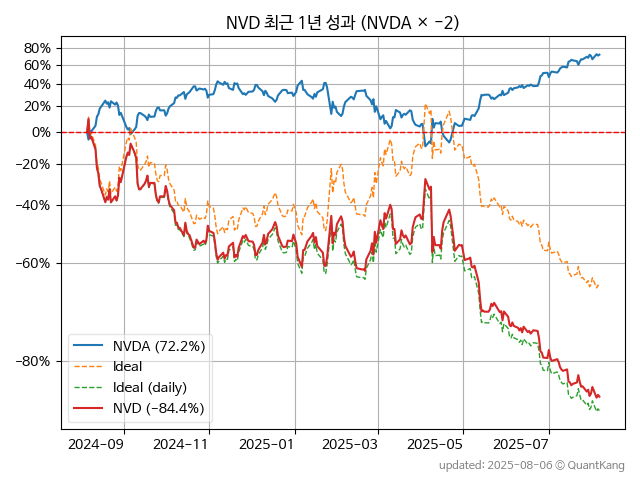 NVD 최근 1년 성과 (NVDA × −2)
80%
60%
40%
20%
0%
−20%
−40%
−60%
−80%
NVDA (72.2%)
Ideal
Ideal (daily)
NVD (−84.4%)
2024-09 2024-11 2025-01 2025-03 2025-05 2025-07
updated: 2025-08-06 © QuantKang